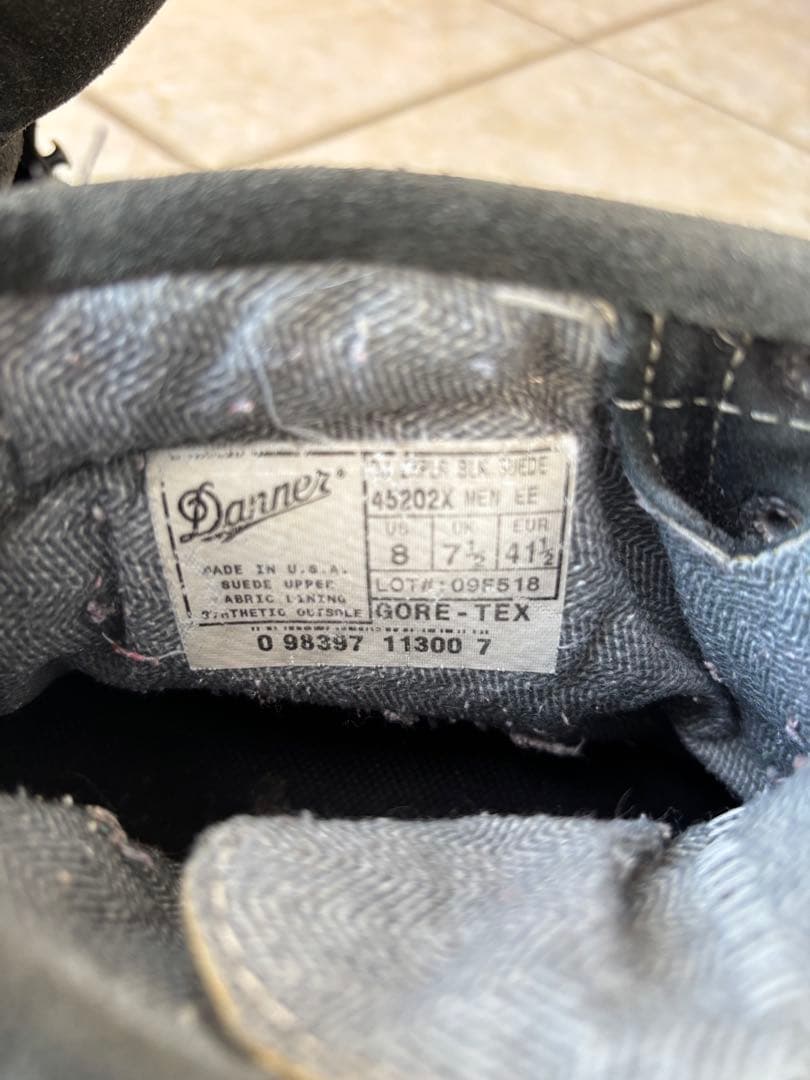 Danner
MADE IN U.S.A.
SUEDE UPPER
FABRIC LINING
SYNTHETIC OUTSOLE
BLK SUEDE
45202X MEN EE
US UK EUR
8 7½ 41½
LOT#: 09F518
GORE-TEX
0 98397 11300 7